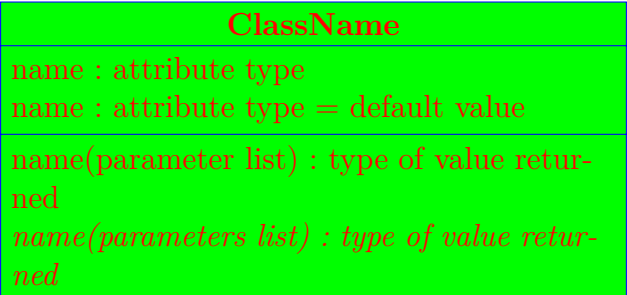 ClassName
name : attribute type
name : attribute type = default value
name(parameter list) : type of value retur-
ned
name(parameters list) : type of value retur-
ned